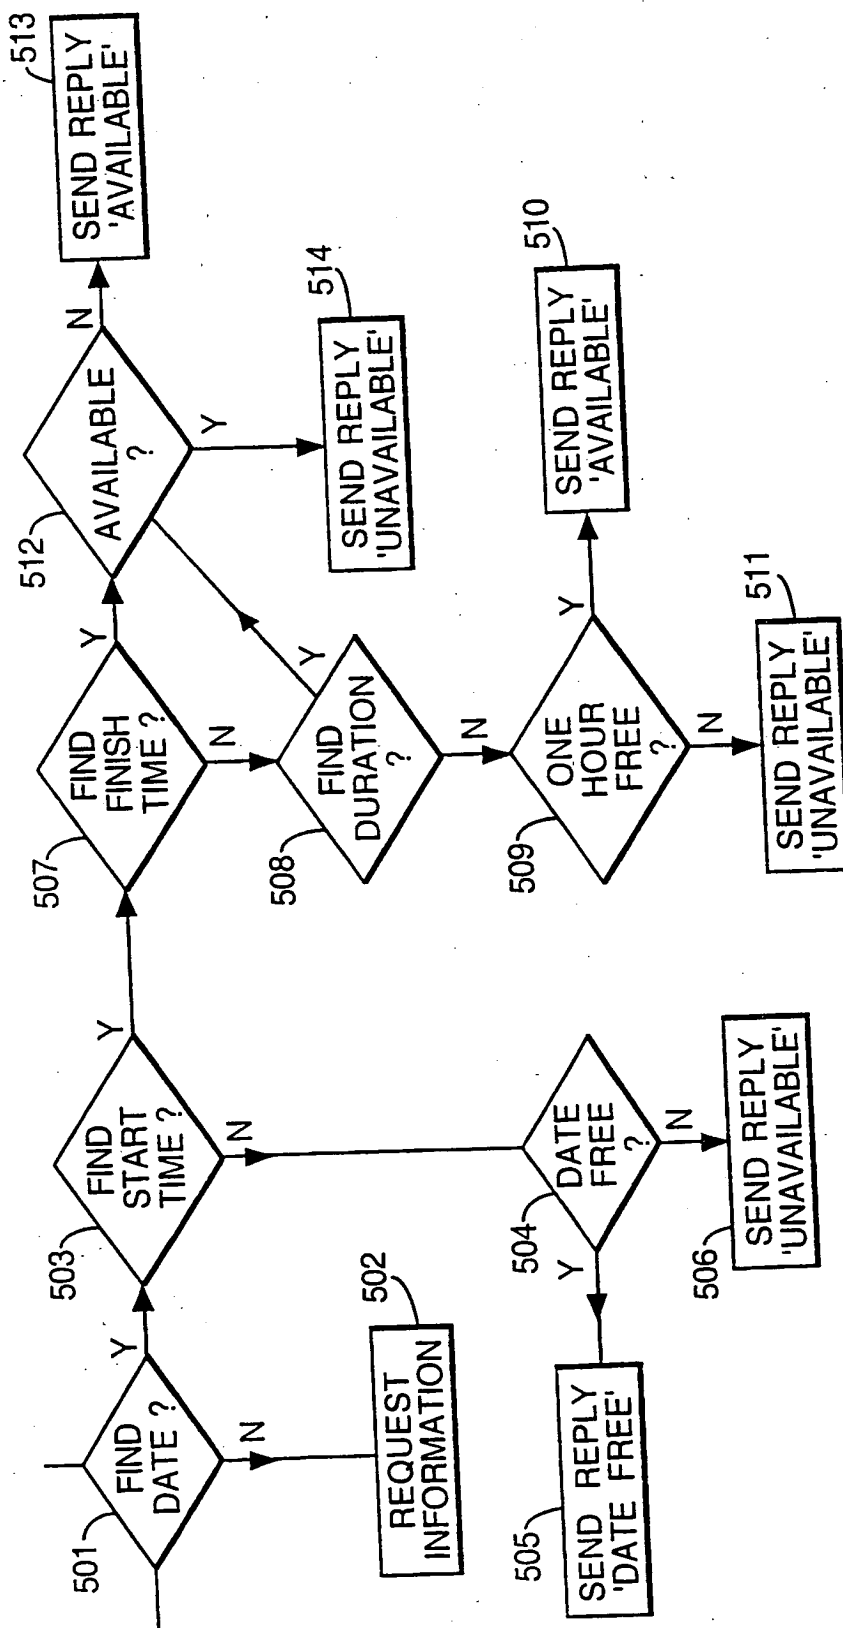 501
FIND
DATE ?
Y
N
REQUEST
INFORMATION
502
503
FIND
START
TIME ?
Y
N
504
DATE
FREE
?
Y
N
505
SEND REPLY
'DATE FREE'
506
SEND REPLY
'UNAVAILABLE'
507
FIND
FINISH
TIME ?
Y
N
508
FIND
DURATION
?
Y
N
509
ONE
HOUR
FREE
?
Y
N
SEND REPLY
'AVAILABLE'
510
SEND REPLY
'UNAVAILABLE'
511
512
AVAILABLE
?
N
Y
SEND REPLY
'AVAILABLE'
513
SEND REPLY
'UNAVAILABLE'
514